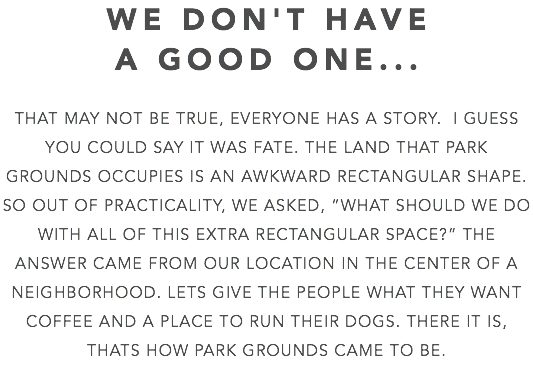 WE DON'T HAVE
A GOOD ONE...
THAT MAY NOT BE TRUE, EVERYONE HAS A STORY.  I GUESS
YOU COULD SAY IT WAS FATE. THE LAND THAT PARK
GROUNDS OCCUPIES IS AN AWKWARD RECTANGULAR SHAPE.
SO OUT OF PRACTICALITY, WE ASKED, “WHAT SHOULD WE DO
WITH ALL OF THIS EXTRA RECTANGULAR SPACE?” THE
ANSWER CAME FROM OUR LOCATION IN THE CENTER OF A
NEIGHBORHOOD. LETS GIVE THE PEOPLE WHAT THEY WANT
COFFEE AND A PLACE TO RUN THEIR DOGS. THERE IT IS,
THATS HOW PARK GROUNDS CAME TO BE.